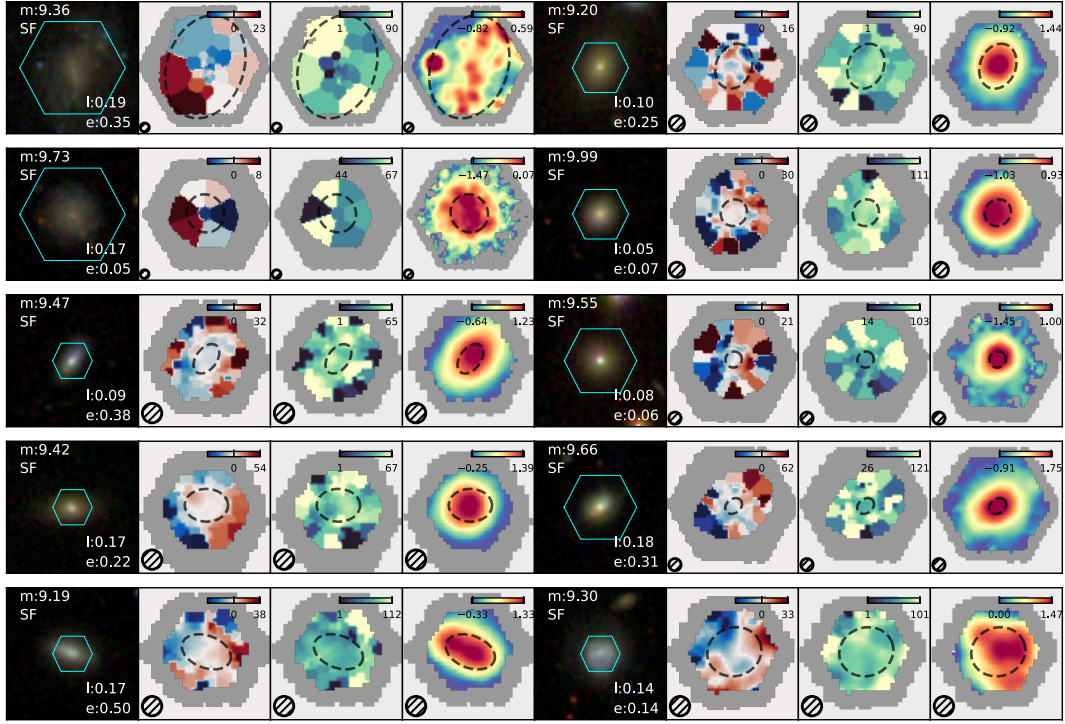 m:9.36
SF
l:0.19
e:0.35
0 23
1 90
−0.82 0.59
m:9.20
SF
l:0.10
e:0.25
0 16
1 90
−0.92 1.44
m:9.73
SF
l:0.17
e:0.05
0 8
44 67
−1.47 0.07
m:9.99
SF
l:0.05
e:0.07
0 30
1 111
−1.03 0.93
m:9.47
SF
l:0.09
e:0.38
0 32
1 65
−0.64 1.23
m:9.55
SF
l:0.08
e:0.06
0 21
14 103
−1.45 1.00
m:9.42
SF
l:0.17
e:0.22
0 54
1 67
−0.25 1.39
m:9.66
SF
l:0.18
e:0.31
0 62
26 121
−0.91 1.75
m:9.19
SF
l:0.17
e:0.50
0 38
1 112
−0.33 1.33
m:9.30
SF
l:0.14
e:0.14
0 33
1 101
0.00 1.47